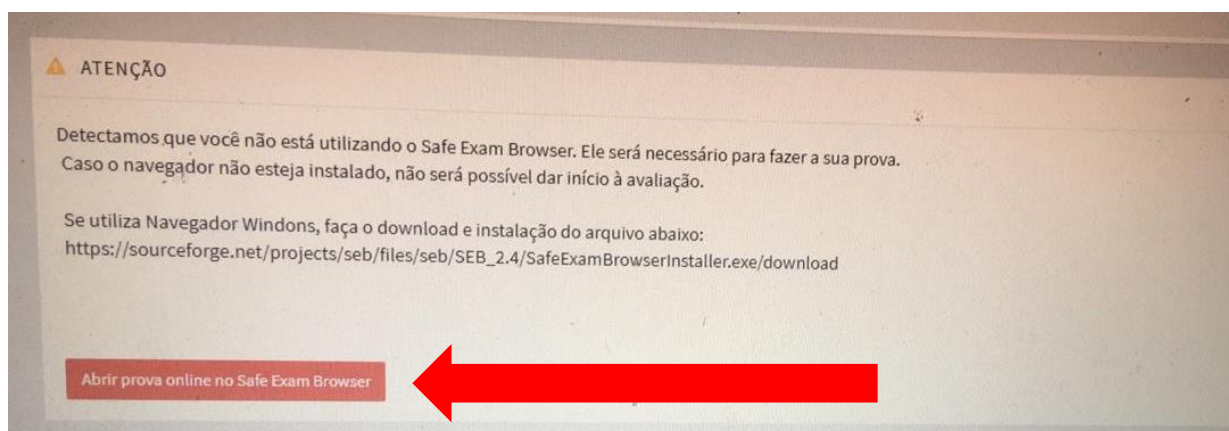 ATENÇÃO
Detectamos que você não está utilizando o Safe Exam Browser. Ele será necessário para fazer a sua prova.
Caso o navegador não esteja instalado, não será possível dar início à avaliação.
Se utiliza Navegador Windons, faça o download e instalação do arquivo abaixo:
https://sourceforge.net/projects/seb/files/seb/SEB_2.4/SafeExamBrowserInstaller.exe/download
Abrir prova online no Safe Exam Browser